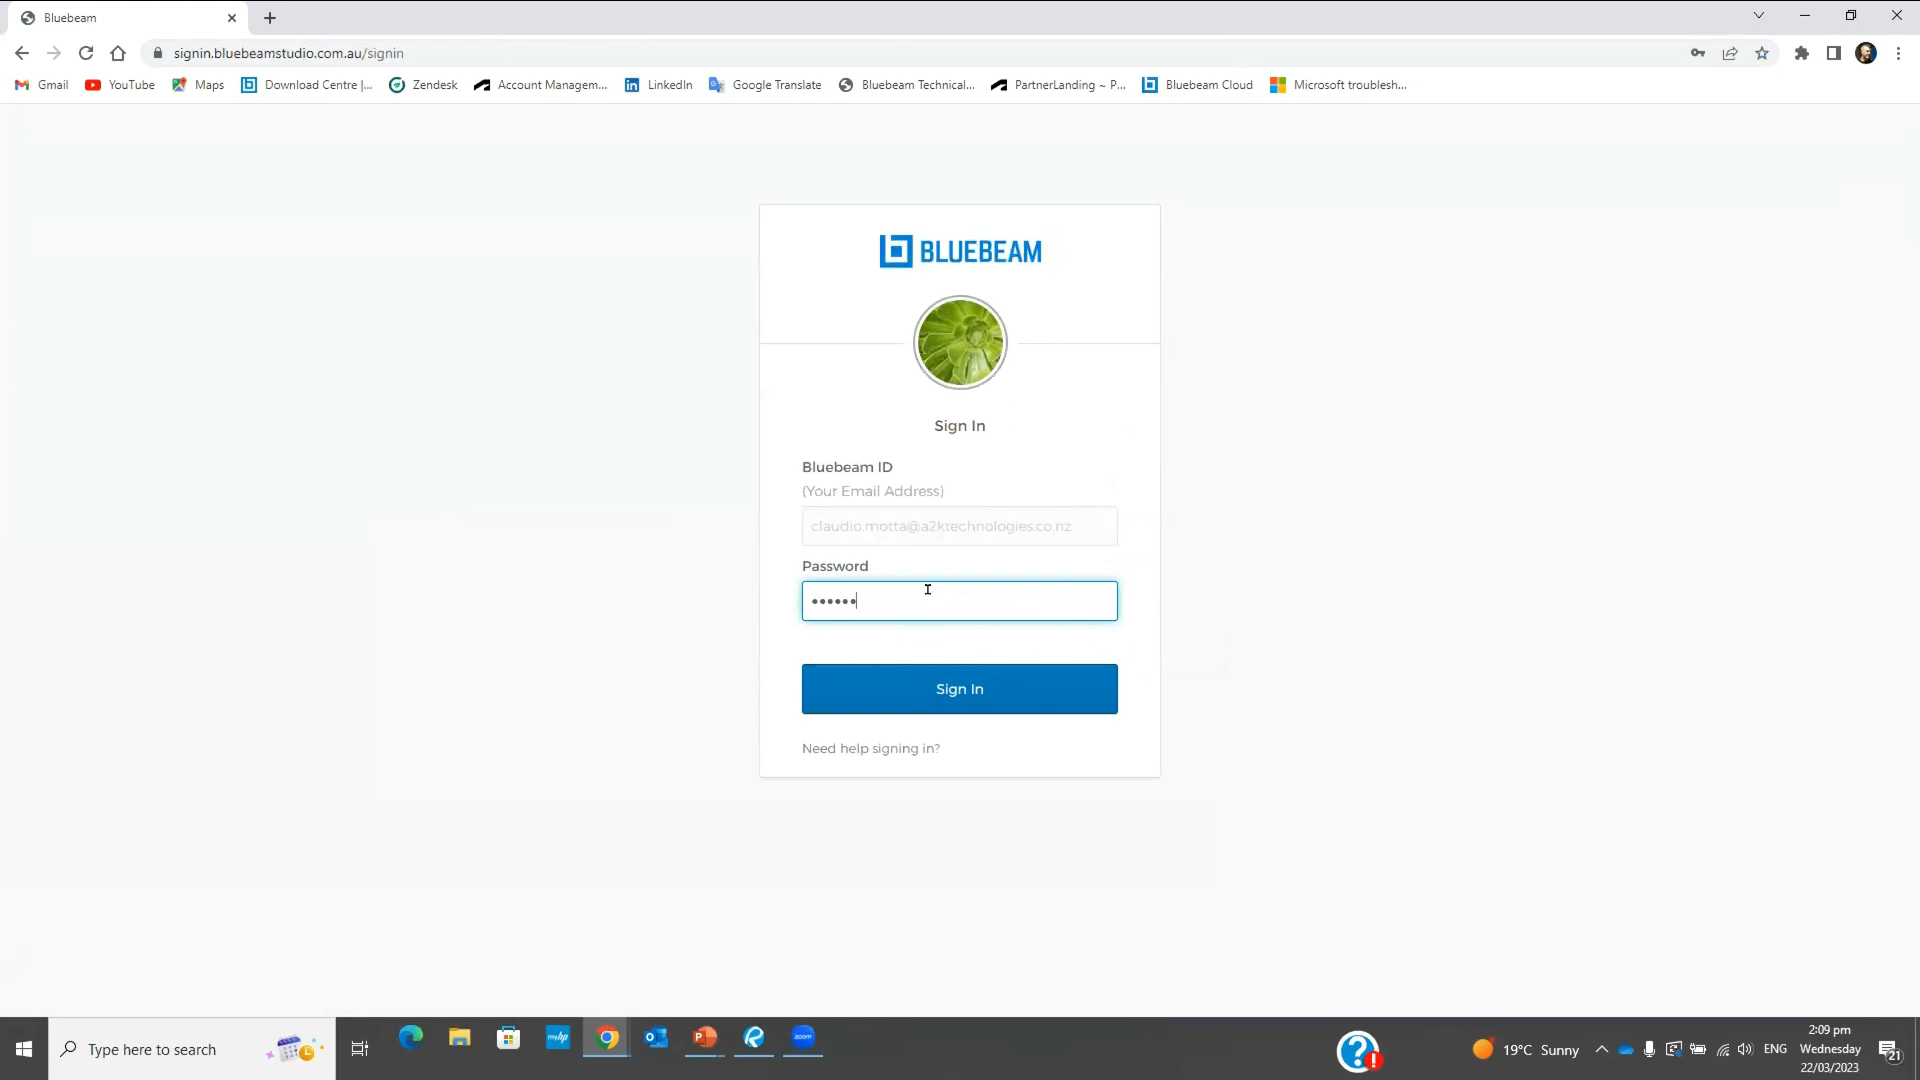 Bluebeam
signin.bluebeamstudio.com.au/signin
Gmail YouTube Maps Download Centre |... Zendesk Account Managem... LinkedIn Google Translate Bluebeam Technical... PartnerLanding ~ P... Bluebeam Cloud Microsoft troublesh...
BLUEBEAM
Sign In
Bluebeam ID
(Your Email Address)
claudio.motta@a2ktechnologies.co.nz
Password
••••••
Sign In
Need help signing in?
Type here to search
myhp
zoom
19°C Sunny
ENG
2:09 pm
Wednesday
22/03/2023
21